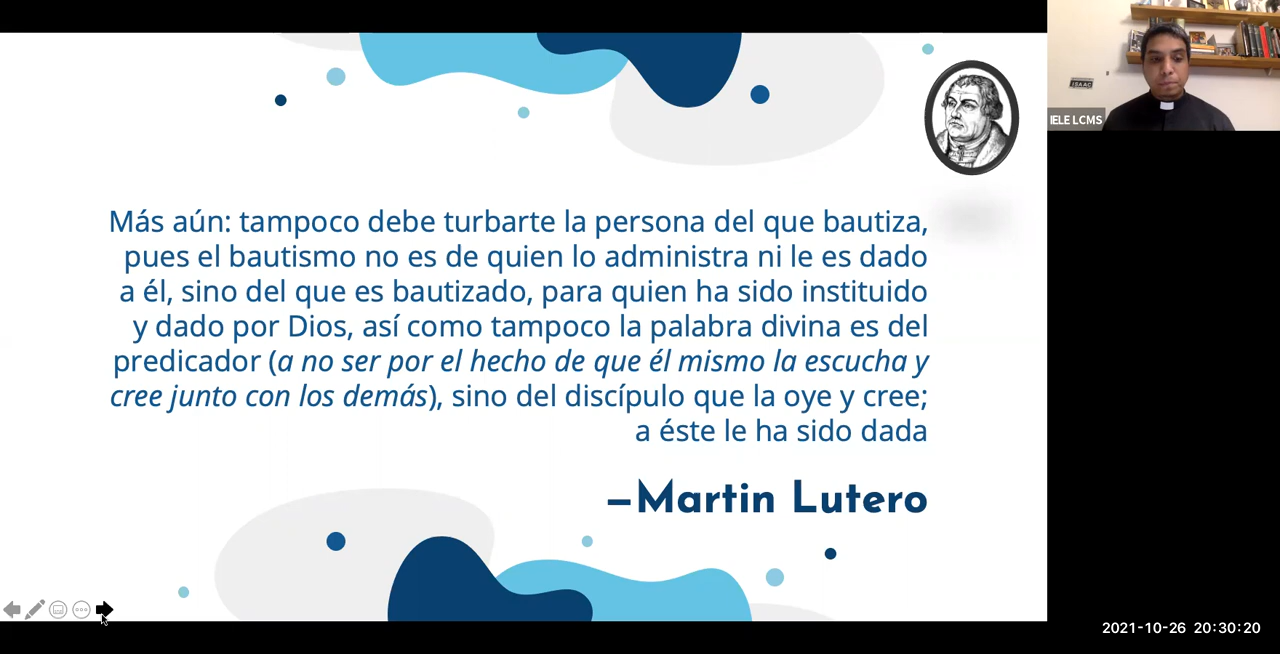 Más aún: tampoco debe turbarte la persona del que bautiza,
pues el bautismo no es de quien lo administra ni le es dado
a él, sino del que es bautizado, para quien ha sido instituido
y dado por Dios, así como tampoco la palabra divina es del
predicador (a no ser por el hecho de que él mismo la escucha y
cree junto con los demás), sino del discípulo que la oye y cree;
a éste le ha sido dada
—Martin Lutero
ISAAC
IELE LCMS
2021-10-26 20:30:20